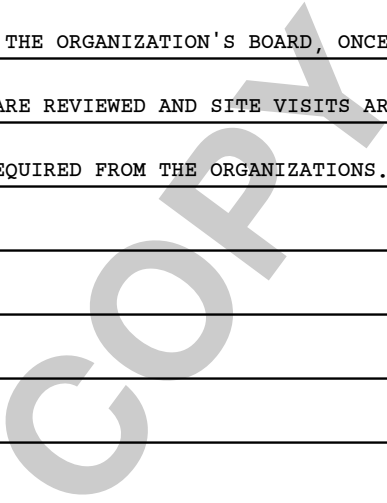 THE ORGANIZATION'S BOARD, ONCE
ARE REVIEWED AND SITE VISITS AR
EQUIRED FROM THE ORGANIZATIONS.
COPY